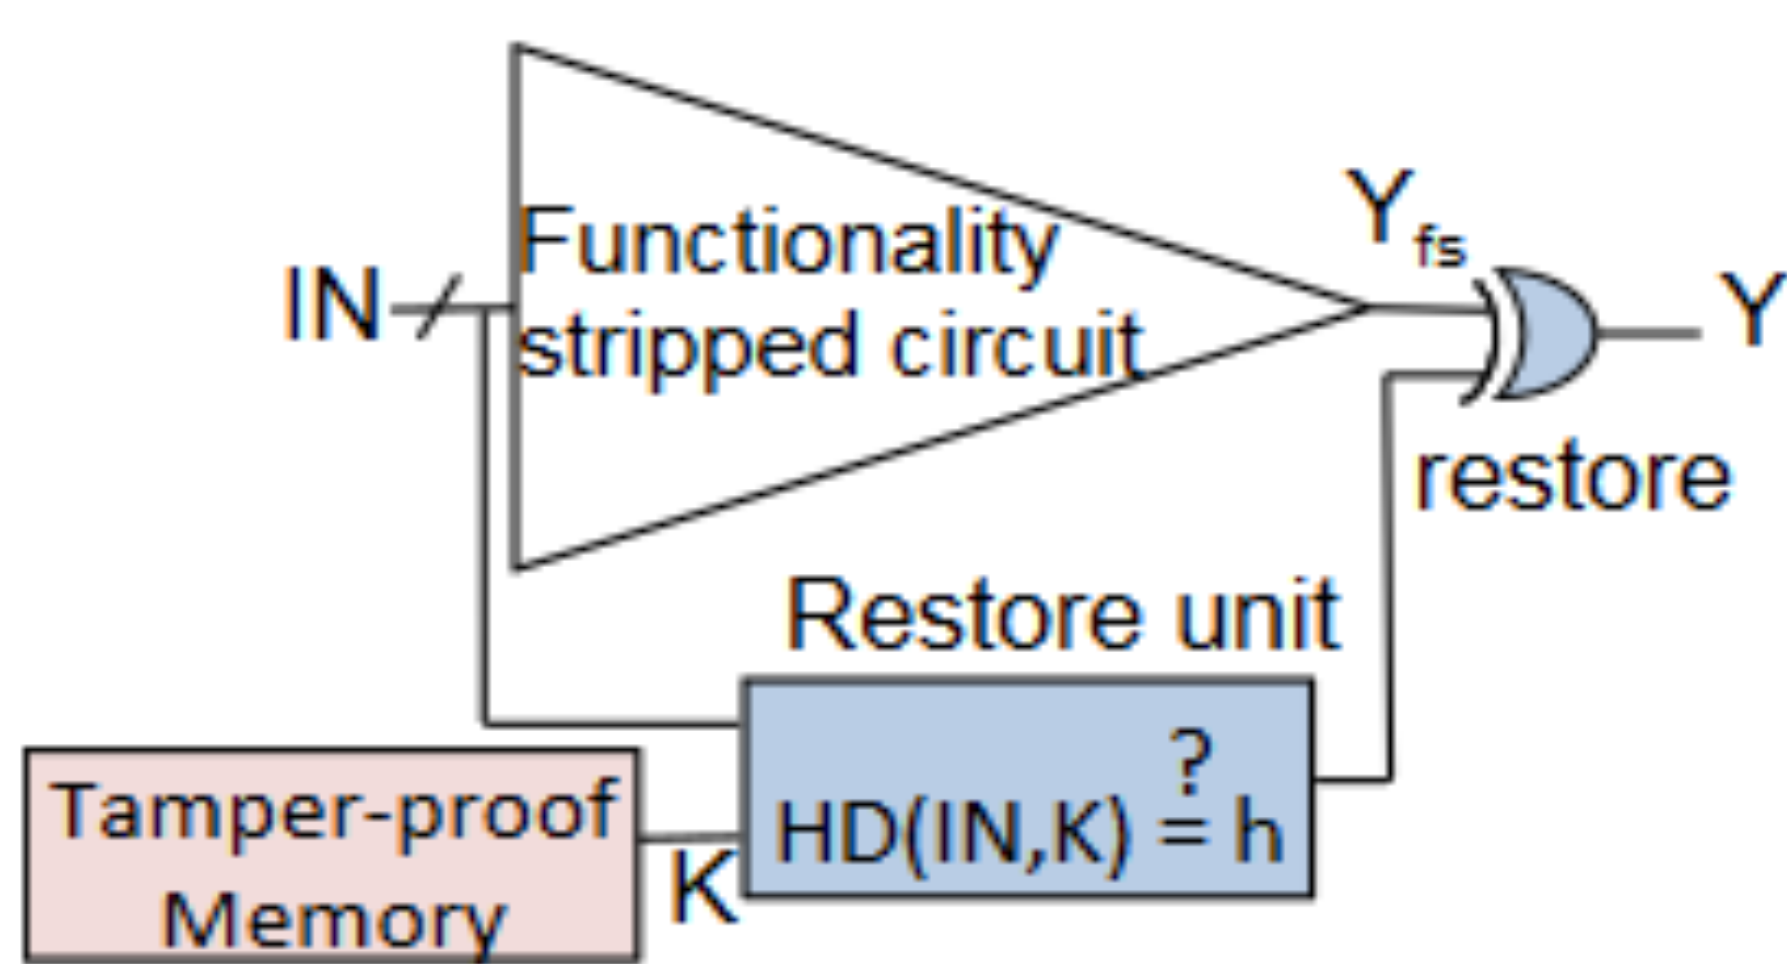 Functionality
stripped circuit
IN
Yfs
Y
restore
Restore unit
?
HD(IN,K) = h
Tamper-proof
Memory
K